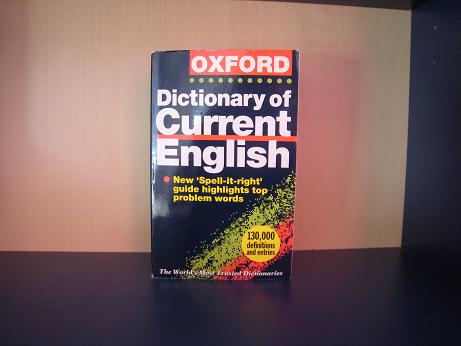 OXFORD
Dictionary of
Current
English
New 'Spell-it-right'
guide highlights top
problem words
130,000
definitions
and entries
The World's Most Trusted Dictionaries